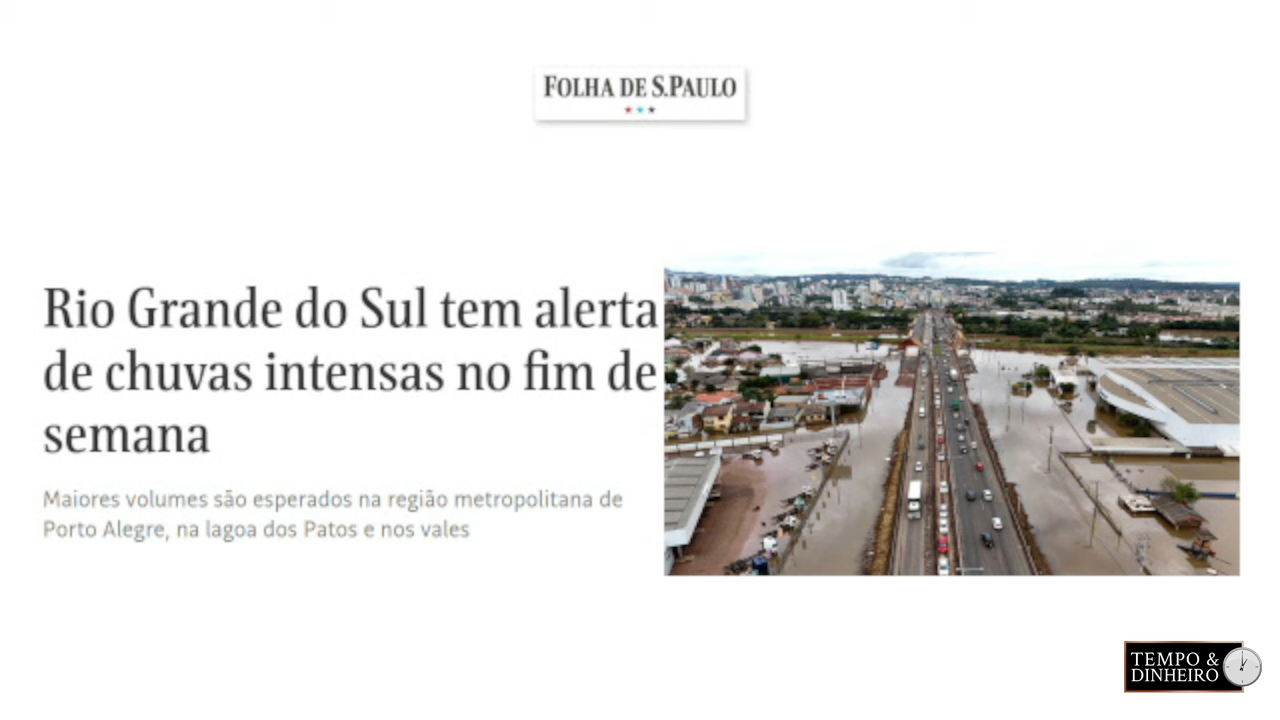 FOLHA DE S.PAULO
Rio Grande do Sul tem alerta
de chuvas intensas no fim de
semana
Maiores volumes são esperados na região metropolitana de
Porto Alegre, na lagoa dos Patos e nos vales
TEMPO &
DINHEIRO